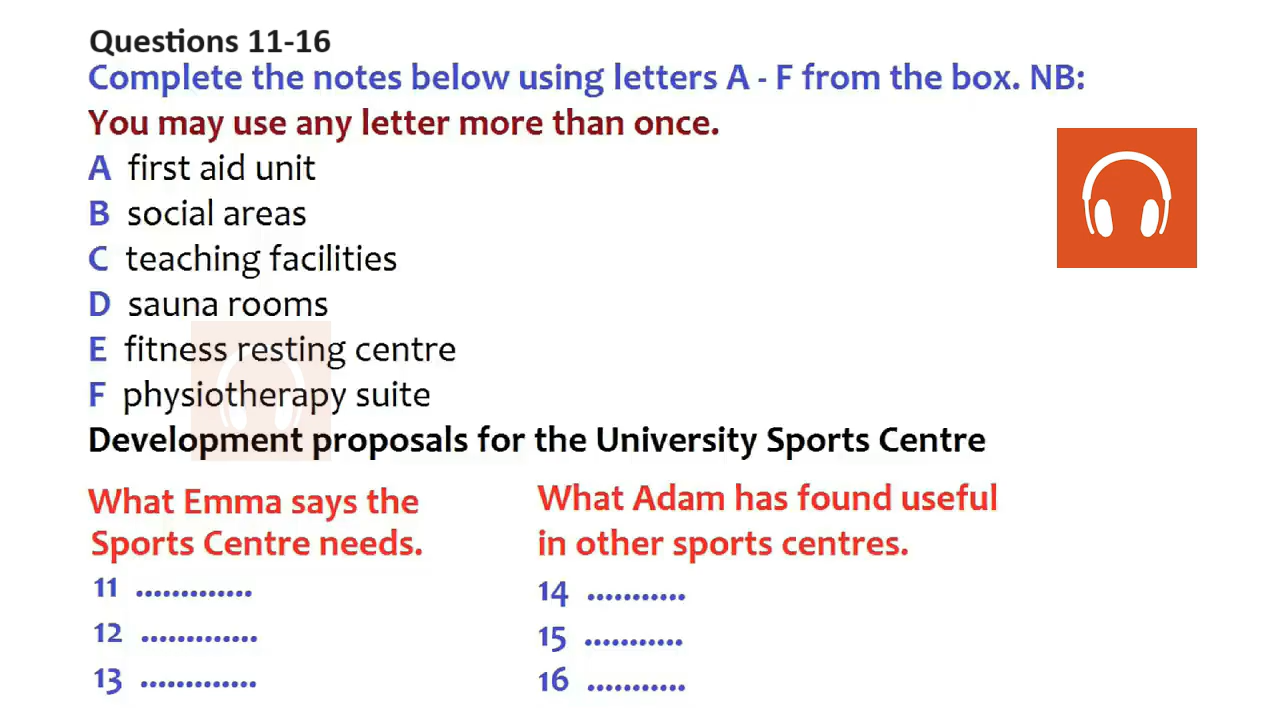 Questions 11-16
Complete the notes below using letters A - F from the box. NB:
You may use any letter more than once.
A first aid unit
B social areas
C teaching facilities
D sauna rooms
E fitness resting centre
F physiotherapy suite
Development proposals for the University Sports Centre
What Emma says the
Sports Centre needs.
11 .............
12 .............
13 .............
What Adam has found useful
in other sports centres.
14 ...........
15 ...........
16 ...........